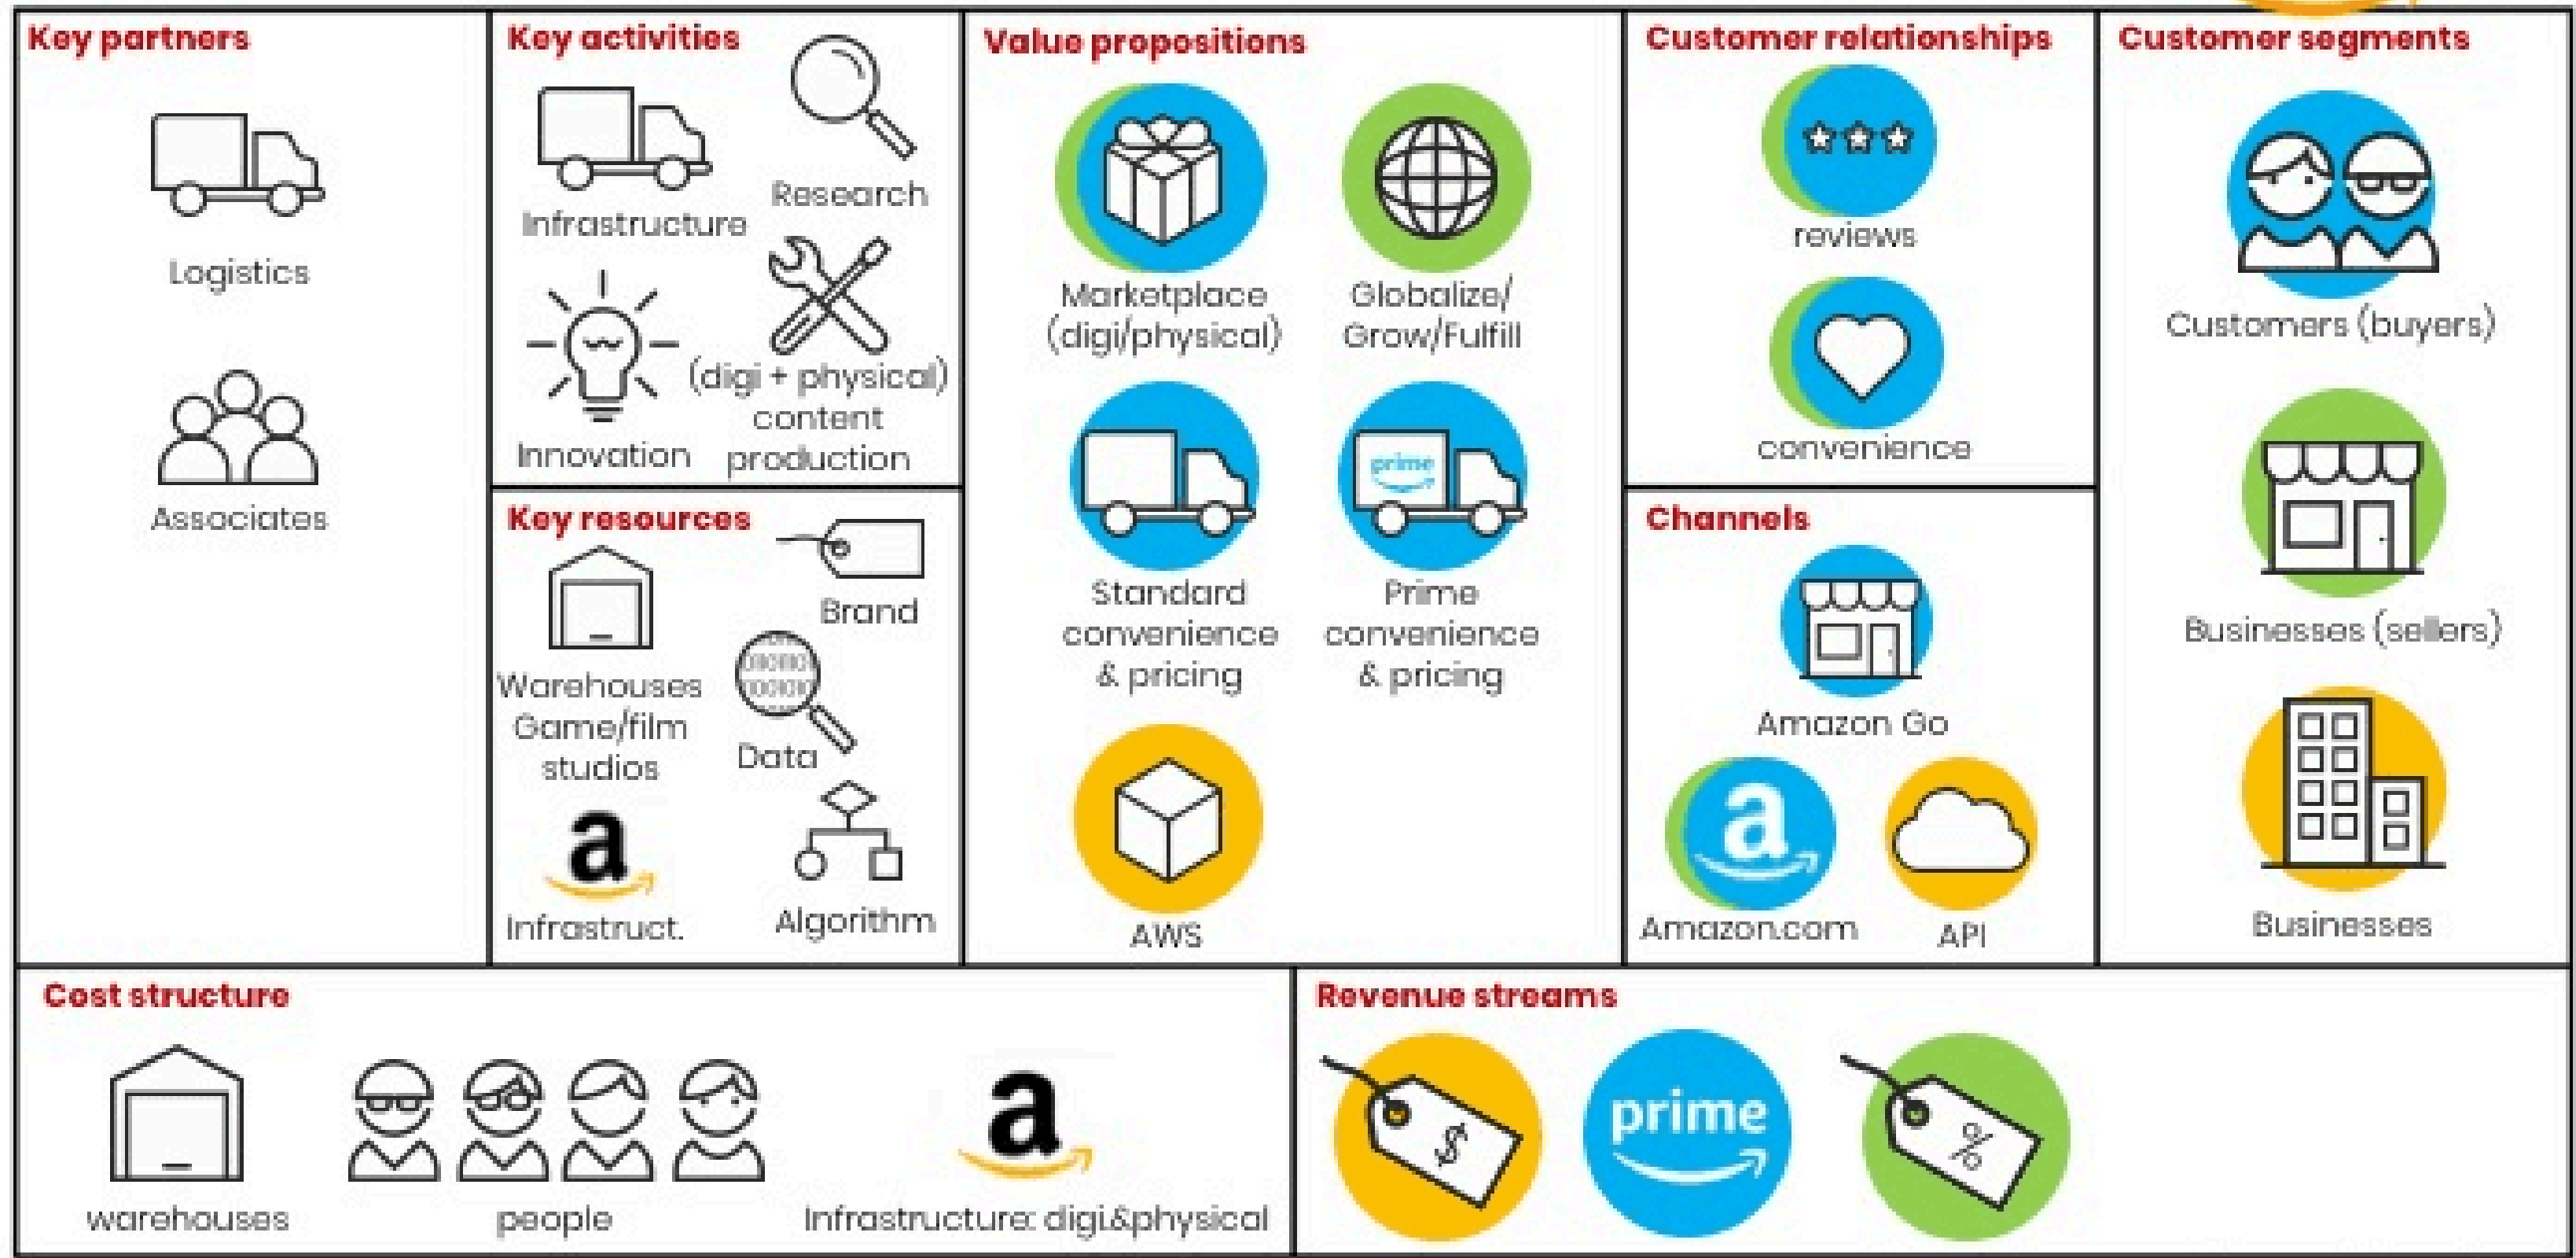 Key partners
Logistics
Associates
Key activities
Infrastructure
Research
Innovation
(digi + physical)
content
production
Key resources
Warehouses
Game/film
studios
Brand
Data
a
Infrastruct.
Algorithm
Value propositions
Marketplace
(digi/physical)
Globalize/
Grow/Fulfill
Standard
convenience
& pricing
prime
Prime
convenience
& pricing
AWS
Customer relationships
reviews
convenience
Channels
Amazon Go
a
Amazon.com
API
Customer segments
Customers (buyers)
Businesses (sellers)
Businesses
Cost structure
warehouses
people
a
Infrastructure: digi.&physical
Revenue streams
$
prime
%